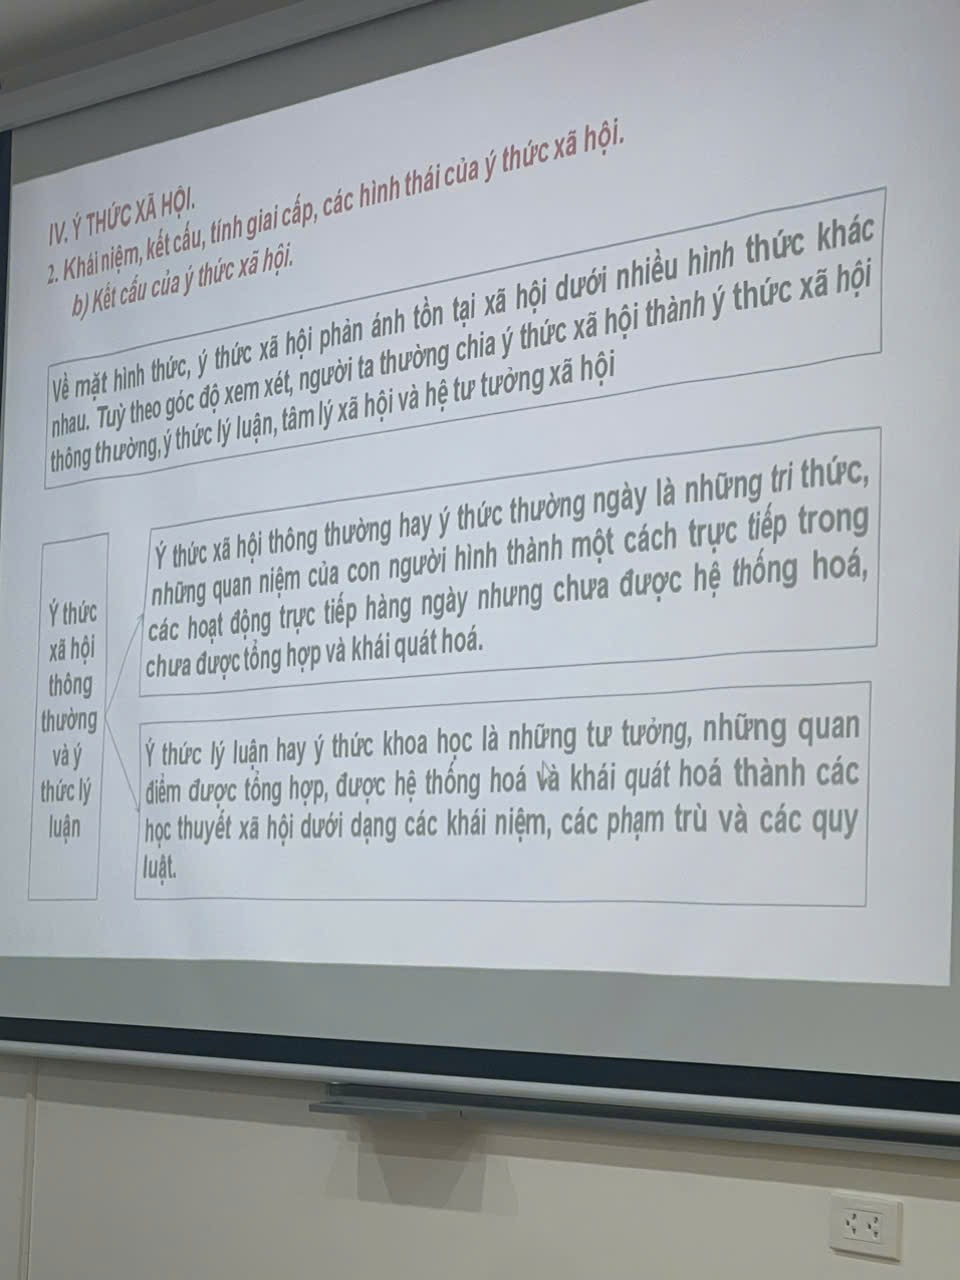 IV. Ý THỨC XÃ HỘI.
2. Khái niệm, kết cấu, tính giai cấp, các hình thái của ý thức xã hội.
b) Kết cấu của ý thức xã hội.
Về mặt hình thức, ý thức xã hội phản ánh tồn tại xã hội dưới nhiều hình thức khác
nhau. Tuỳ theo góc độ xem xét, người ta thường chia ý thức xã hội thành ý thức xã hội
thông thường, ý thức lý luận, tâm lý xã hội và hệ tư tưởng xã hội
Ý thức
xã hội
thông
thường
và ý
thức lý
luận
Ý thức xã hội thông thường hay ý thức thường ngày là những tri thức,
những quan niệm của con người hình thành một cách trực tiếp trong
các hoạt động trực tiếp hàng ngày nhưng chưa được hệ thống hoá,
chưa được tổng hợp và khái quát hoá.
Ý thức lý luận hay ý thức khoa học là những tư tưởng, những quan
điểm được tổng hợp, được hệ thống hoá và khái quát hoá thành các
học thuyết xã hội dưới dạng các khái niệm, các phạm trù và các quy
luật.